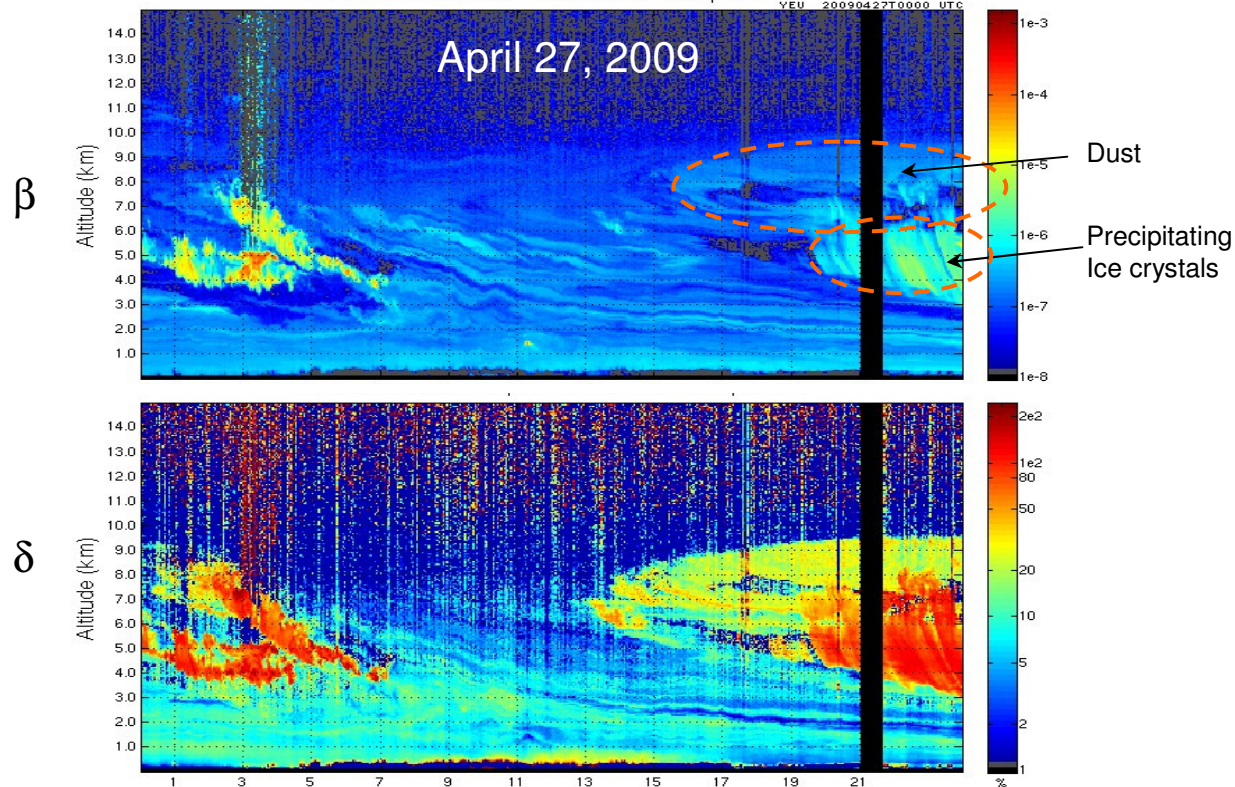 YEU 20090427T0000 UTC
April 27, 2009
β
Altitude (km)
14.0
13.0
12.0
11.0
10.0
9.0
8.0
7.0
6.0
5.0
4.0
3.0
2.0
1.0
1e-3
1e-4
1e-5
1e-6
1e-7
1e-8
Dust
Precipitating
Ice crystals
δ
Altitude (km)
14.0
13.0
12.0
11.0
10.0
9.0
8.0
7.0
6.0
5.0
4.0
3.0
2.0
1.0
2e2
1e2
80
50
20
10
5
2
1
1 3 5 7 9 11 13 15 17 19 21
%